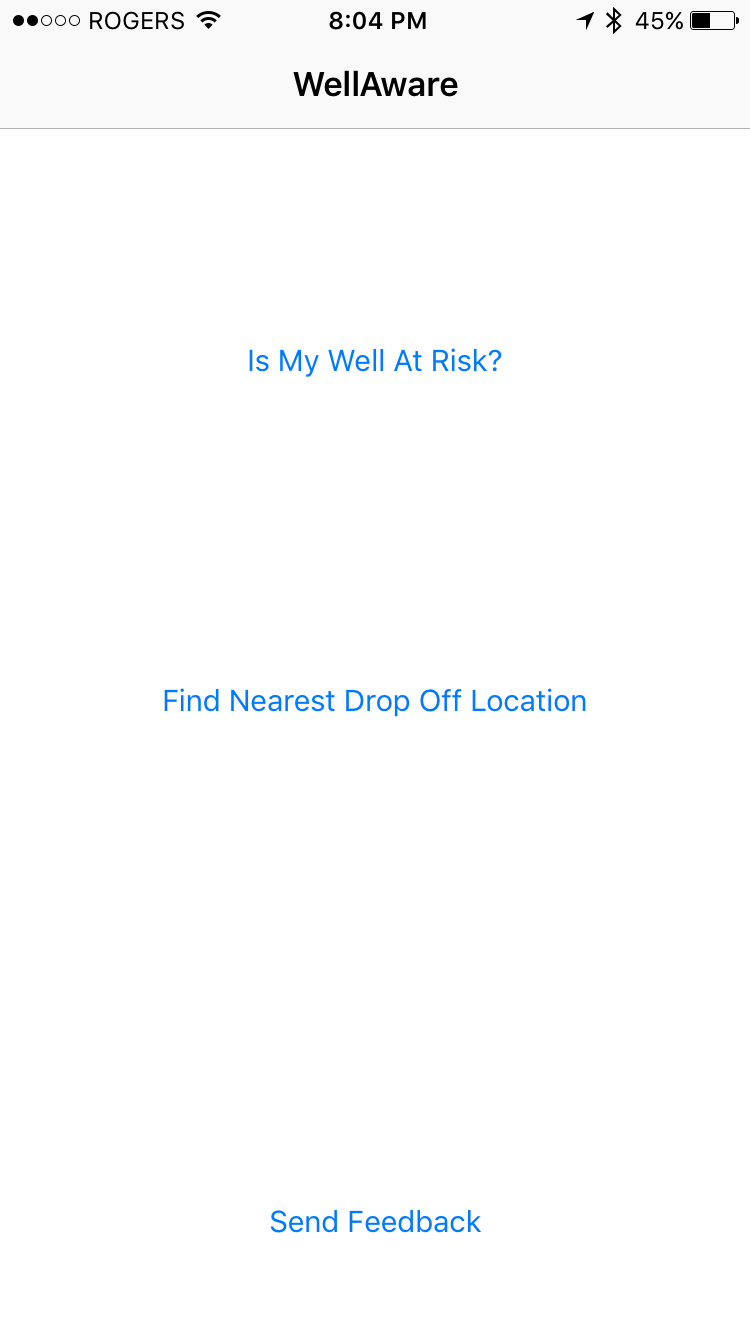 ROGERS 8:04 PM 45%
WellAware
Is My Well At Risk?
Find Nearest Drop Off Location
Send Feedback